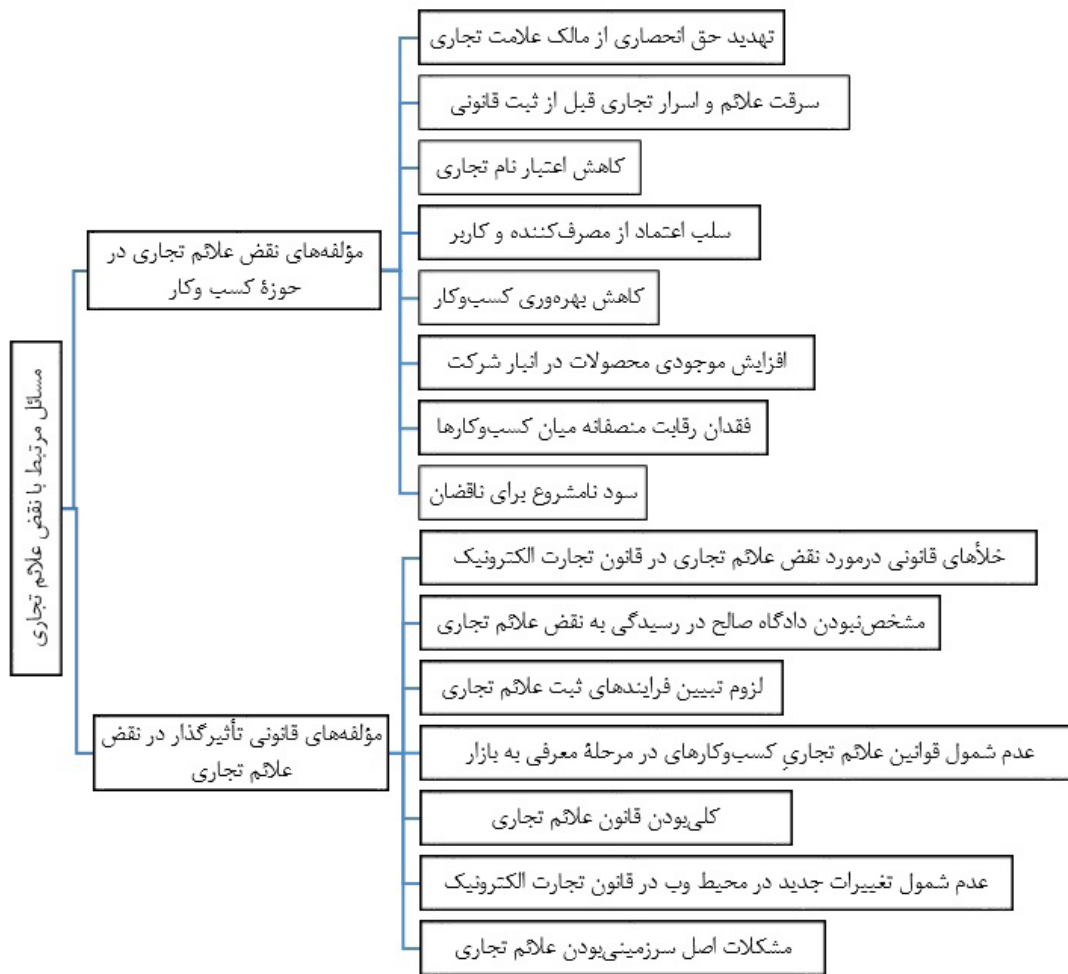 مسائل مرتبط با نقض علائم تجاری
مؤلفه‌های نقض علائم تجاری در
حوزهٔ کسب وکار
تهدید حق انحصاری از مالک علامت تجاری
سرقت علائم و اسرار تجاری قبل از ثبت قانونی
کاهش اعتبار نام تجاری
سلب اعتماد از مصرف‌کننده و کاربر
کاهش بهره‌وری کسب‌وکار
افزایش موجودی محصولات در انبار شرکت
فقدان رقابت منصفانه میان کسب‌وکارها
سود نامشروع برای ناقضان
مؤلفه‌های قانونی تأثیرگذار در نقض
علائم تجاری
خلأهای قانونی درمورد نقض علائم تجاری در قانون تجارت الکترونیک
مشخص‌نبودن دادگاه صالح در رسیدگی به نقض علائم تجاری
لزوم تبیین فرایندهای ثبت علائم تجاری
عدم شمول قوانین علائم تجاریِ کسب‌وکارهای در مرحلهٔ معرفی به بازار
کلی‌بودن قانون علائم تجاری
عدم شمول تغییرات جدید در محیط وب در قانون تجارت الکترونیک
مشکلات اصل سرزمینی‌بودن علائم تجاری